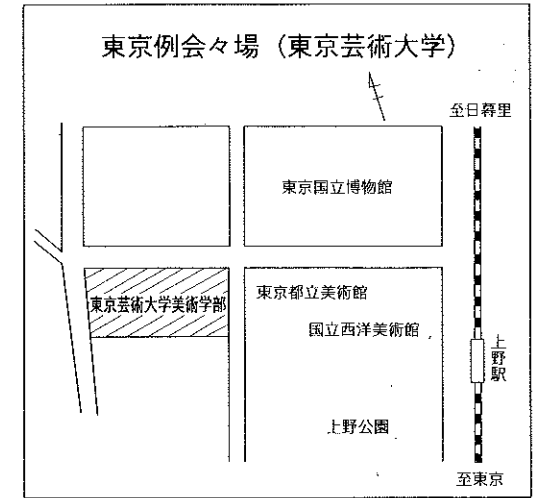 東京例会々場（東京芸術大学）
至日暮里
東京国立博物館
東京芸術大学美術学部
東京都立美術館
国立西洋美術館
上野駅
上野公園
至東京